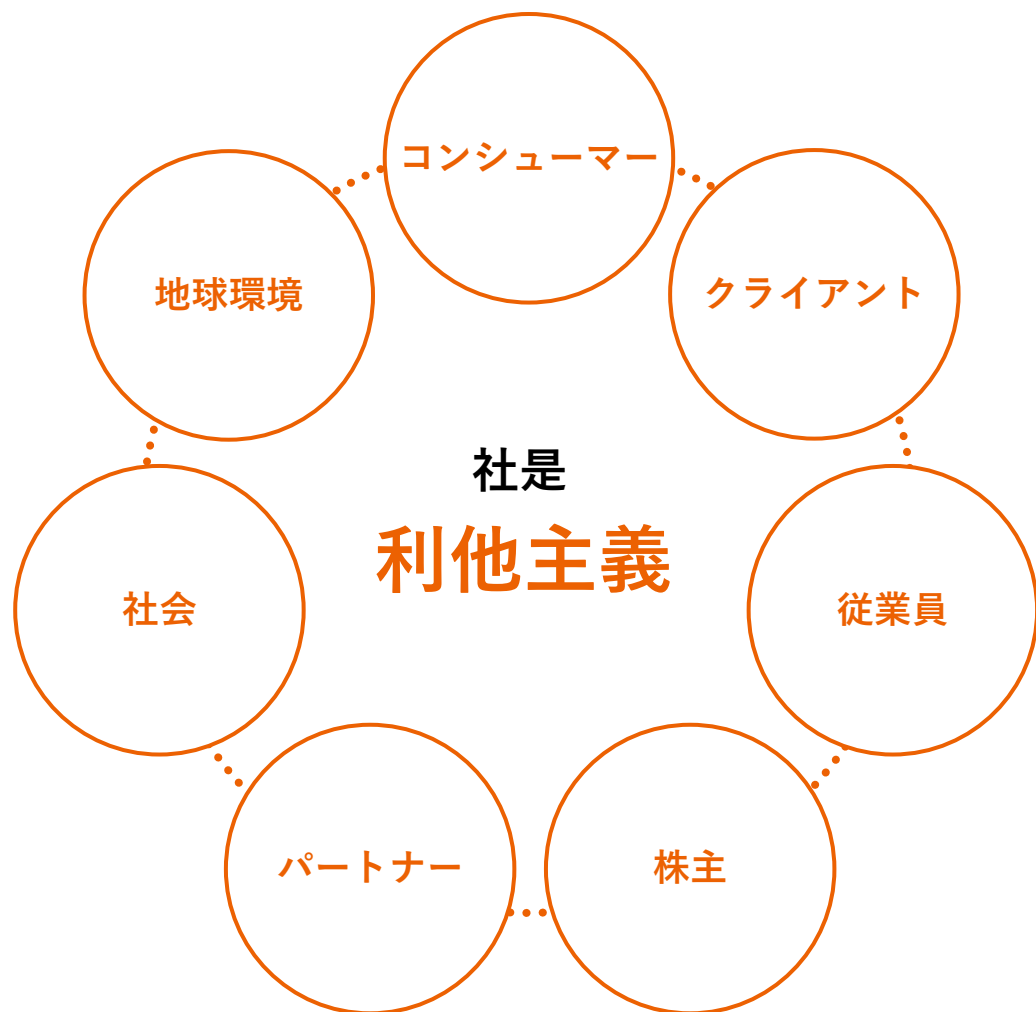 コンシューマー
クライアント
従業員
株主
パートナー
社会
地球環境
社是
利他主義